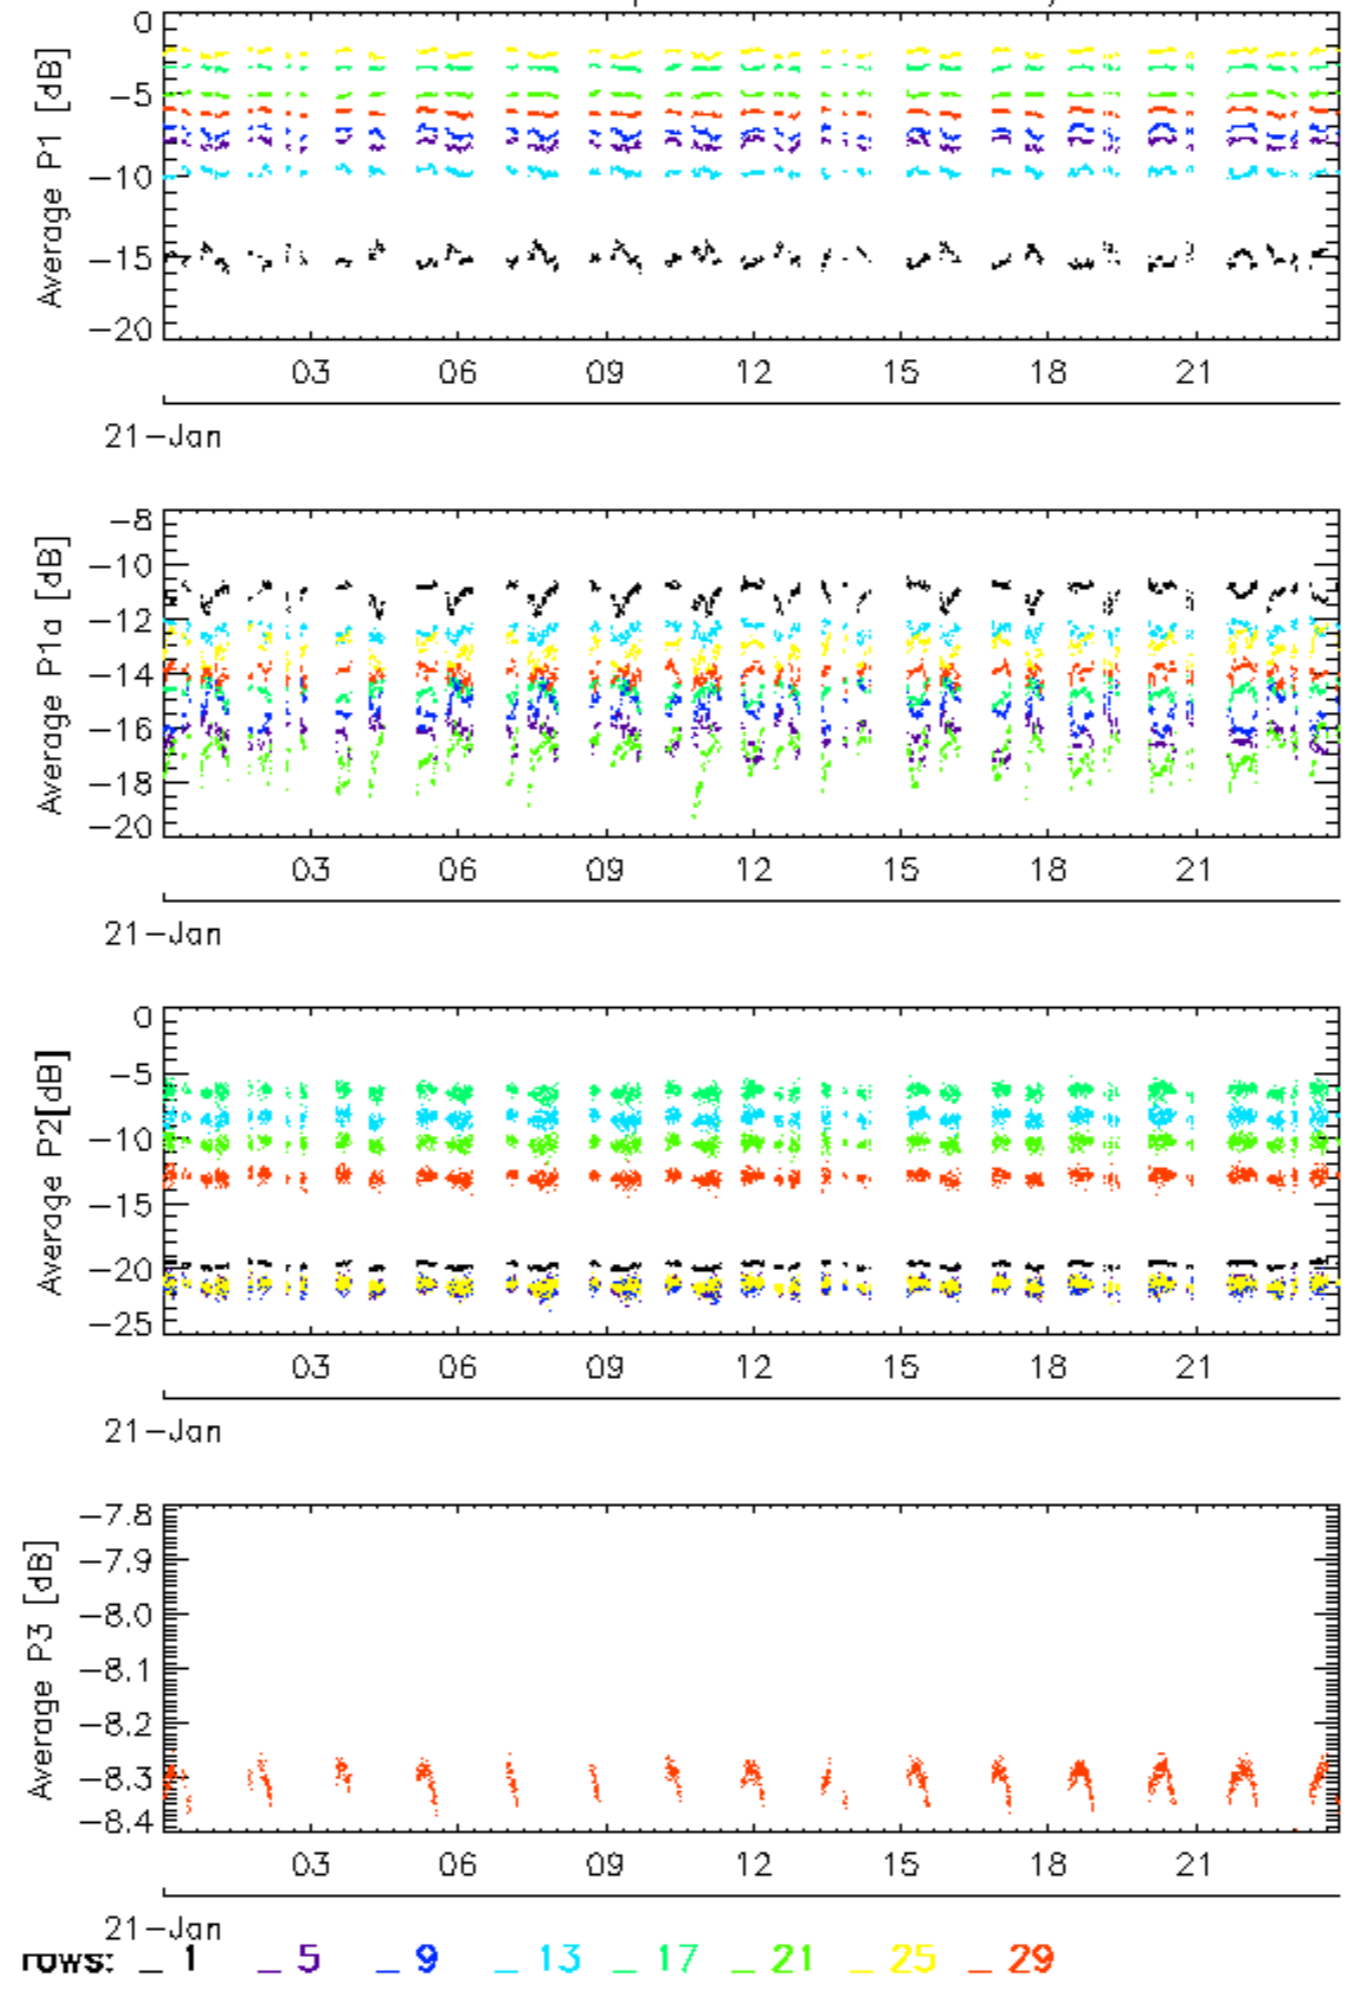 0
−5
−10
−15
−20
Average P1 [dB]
03 06 09 12 15 18 21
21−Jan
−8
−10
−12
−14
−16
−18
−20
Average P1a [dB]
03 06 09 12 15 18 21
21−Jan
0
−5
−10
−15
−20
−25
Average P2[dB]
03 06 09 12 15 18 21
21−Jan
−7.8
−7.9
−8.0
−8.1
−8.2
−8.3
−8.4
Average P3 [dB]
03 06 09 12 15 18 21
21−Jan
rows: _ 1 _ 5 _ 9 _ 13 _ 17 _ 21 _ 25 _ 29